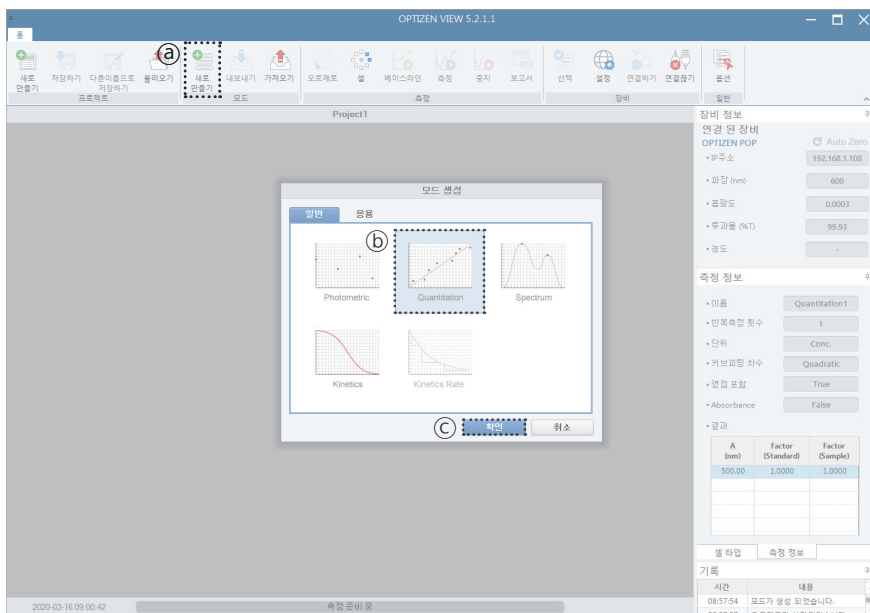 OPTIZEN VIEW 5.2.1.1
홈
ⓐ
새로
만들기
저장하기
다른이름으로
저장하기
불러오기
새로
만들기
내보내기
가져오기
오토제로
셀
베이스라인
측정
중지
보고서
선택
설정
연결하기
연결끊기
옵션
프로젝트
모드
측정
장비
일반
Project1
장비 정보
연결 된 장비
OPTIZEN POP
Auto Zero
• IP주소 192.168.1.108
• 파장 (nm) 600
• 흡광도 0.0003
• 투과율 (%T) 99.93
• 농도 -
모드 생성
일반 응용
ⓑ
Photometric Quantitation Spectrum
Kinetics Kinetics Rate
ⓒ 확인 취소
측정 정보
• 이름 Quantitation1
• 반복측정 횟수 1
• 단위 Conc.
• 커브피팅 차수 Quadratic
• 영점 포함 True
• Absorbance False
• 결과
A (nm) Factor (Standard) Factor (Sample)
500.00 1.0000 1.0000
셀 타입 측정 정보
기록
시간 내용
08:57:54 모드가 생성 되었습니다.
2020-03-16 09:00:42 측정 준비 중